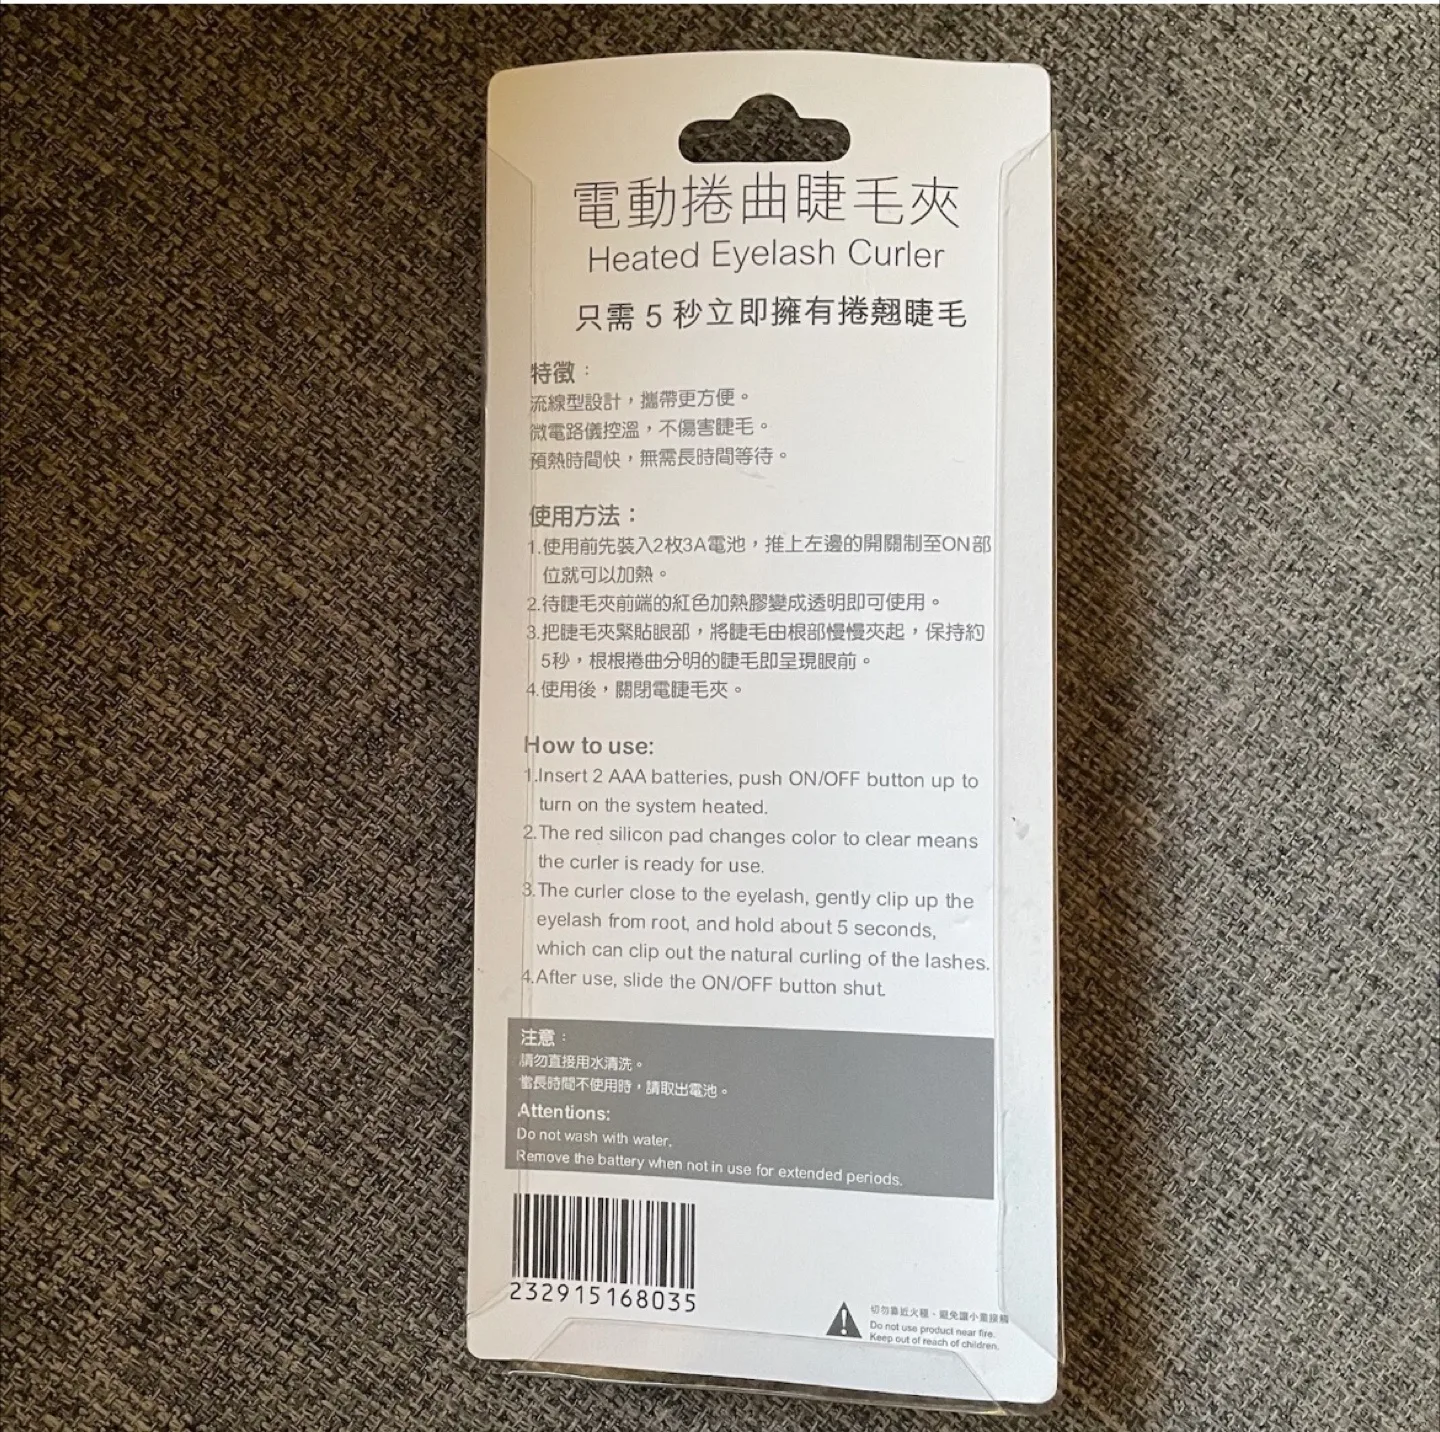 電動捲曲睫毛夾
Heated Eyelash Curler
只需 5 秒立即擁有捲翹睫毛
特徵：
流線型設計，攜帶更方便。
微電路儀控溫，不傷害睫毛。
預熱時間快，無需長時間等待。
使用方法：
1.使用前先裝入2枚3A電池，推上左邊的開關制至ON部
位就可以加熱。
2.待睫毛夾前端的紅色加熱膠變成透明即可使用。
3.把睫毛夾緊貼眼部，將睫毛由根部慢慢夾起，保持約
5秒，根根捲曲分明的睫毛即呈現眼前。
4.使用後，關閉電睫毛夾。
How to use:
1.Insert 2 AAA batteries, push ON/OFF button up to
turn on the system heated.
2.The red silicon pad changes color to clear means
the curler is ready for use.
3.The curler close to the eyelash, gently clip up the
eyelash from root, and hold about 5 seconds,
which can clip out the natural curling of the lashes.
4.After use, slide the ON/OFF button shut.
注意：
請勿直接用水清洗。
當長時間不使用時，請取出電池。
Attentions:
Do not wash with water.
Remove the battery when not in use for extended periods.
232915168035
切勿靠近火種、避免讓小童接觸
Do not use product near fire.
Keep out of reach of children.